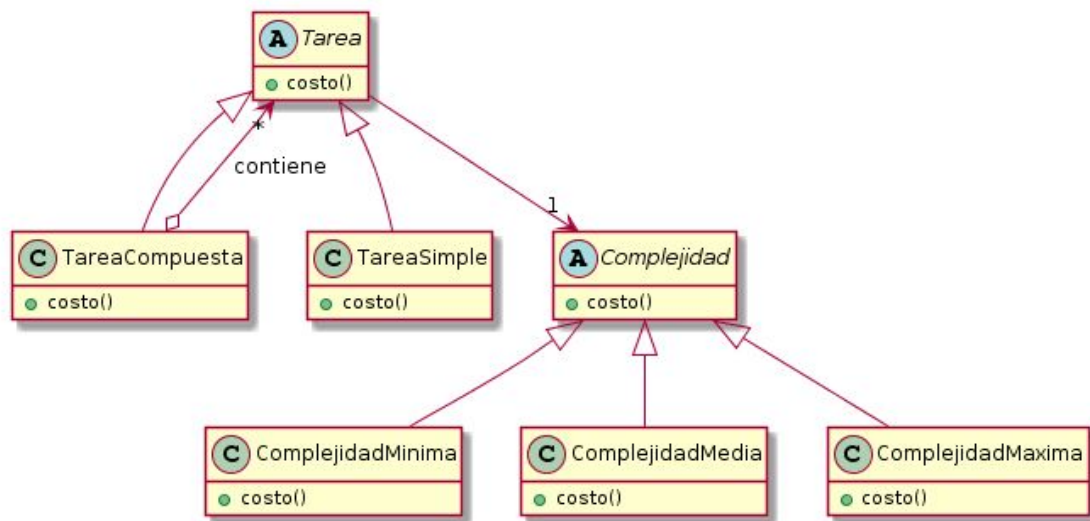 A Tarea
costo()
*
contiene
1
C TareaCompuesta
costo()
C TareaSimple
costo()
A Complejidad
costo()
C ComplejidadMinima
costo()
C ComplejidadMedia
costo()
C ComplejidadMaxima
costo()